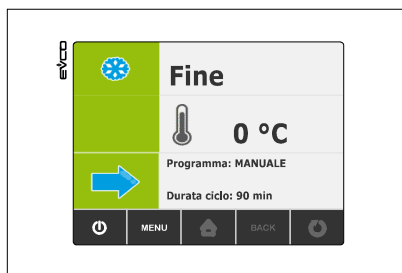 EVCO
Fine
0 °C
Programma: MANUALE
Durata ciclo: 90 min
MENU
BACK